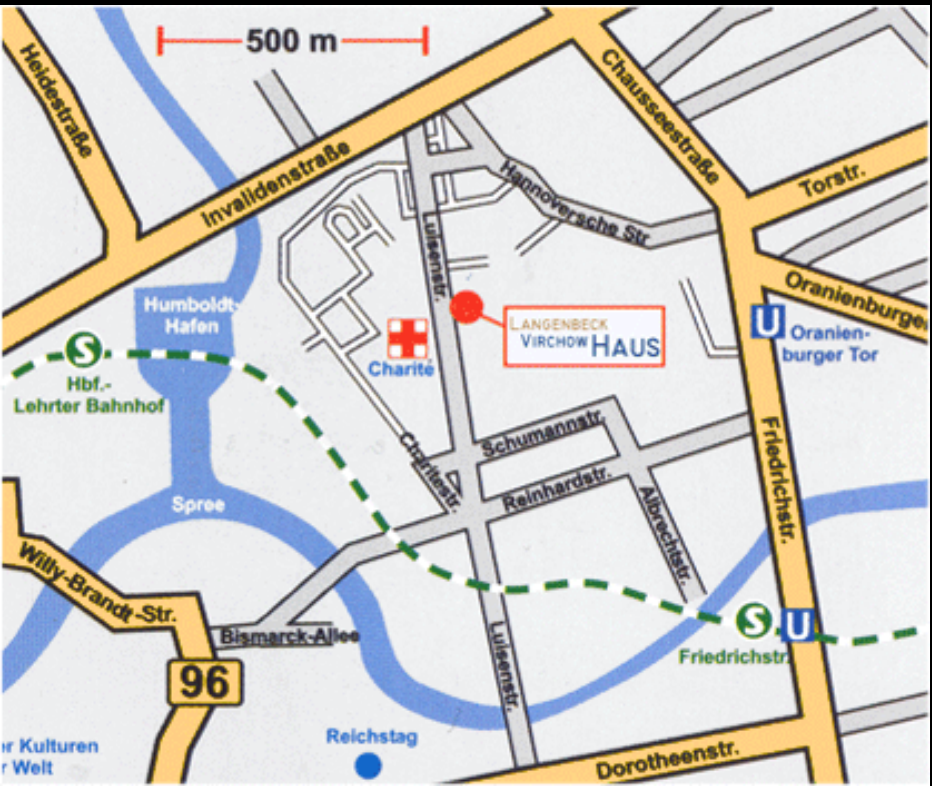 500 m
Heidestraße
Chausseestraße
Invalidenstraße
Torstr.
Hannoversche Str
Luisenstr.
Humboldt-
Hafen
LANGENBECK
VIRCHOW HAUS
Oranienburger
U
Oranien-
burger Tor
S
Hbf.-
Lehrter Bahnhof
Charité
Schumannstr.
Charitestr.
Reinhardstr.
Friedrichstr.
Albrechtstr.
Spree
Willy-Brandt-Str.
Bismarck-Allee
S
U
Friedrichstr.
Luisenstr.
96
Reichstag
er Kulturen
r Welt
Dorotheenstr.